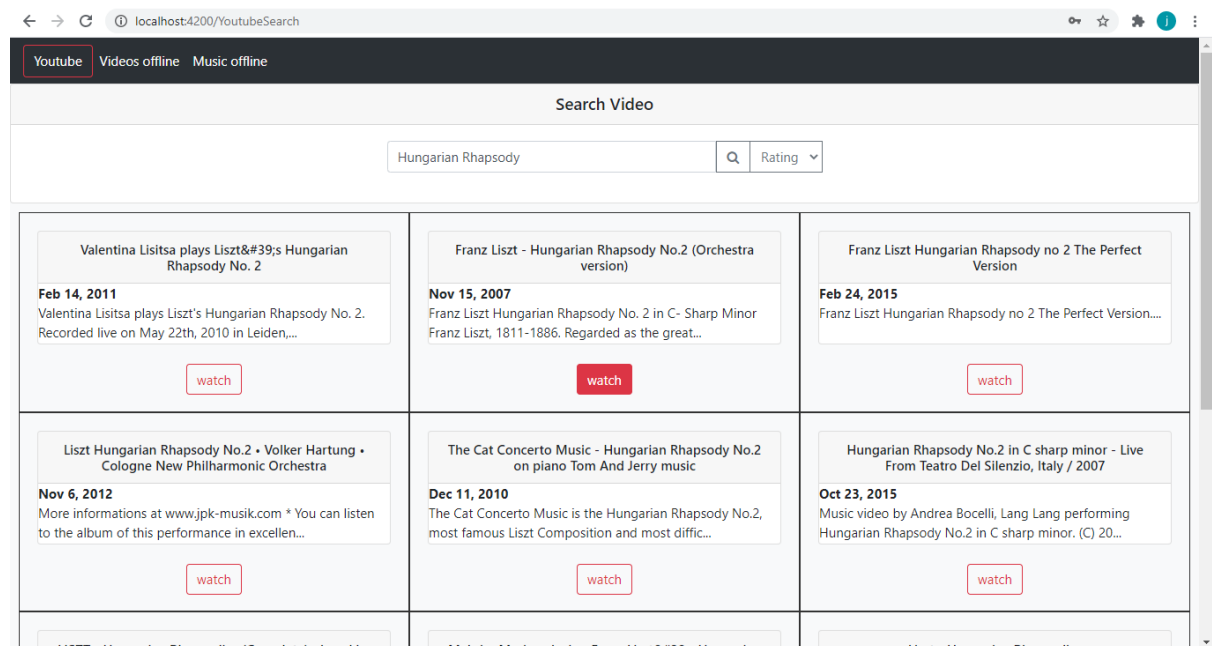 localhost:4200/YoutubeSearch
j
Youtube Videos offline Music offline
Search Video
Hungarian Rhapsody
Rating
Valentina Lisitsa plays Liszt&#39;s Hungarian
Rhapsody No. 2
Feb 14, 2011
Valentina Lisitsa plays Liszt's Hungarian Rhapsody No. 2.
Recorded live on May 22th, 2010 in Leiden,...
watch
Franz Liszt - Hungarian Rhapsody No.2 (Orchestra
version)
Nov 15, 2007
Franz Liszt Hungarian Rhapsody No. 2 in C- Sharp Minor
Franz Liszt, 1811-1886. Regarded as the great...
watch
Franz Liszt Hungarian Rhapsody no 2 The Perfect
Version
Feb 24, 2015
Franz Liszt Hungarian Rhapsody no 2 The Perfect Version....
watch
Liszt Hungarian Rhapsody No.2 • Volker Hartung •
Cologne New Philharmonic Orchestra
Nov 6, 2012
More informations at www.jpk-musik.com * You can listen
to the album of this performance in excellen...
watch
The Cat Concerto Music - Hungarian Rhapsody No.2
on piano Tom And Jerry music
Dec 11, 2010
The Cat Concerto Music is the Hungarian Rhapsody No.2,
most famous Liszt Composition and most diffic...
watch
Hungarian Rhapsody No.2 in C sharp minor - Live
From Teatro Del Silenzio, Italy / 2007
Oct 23, 2015
Music video by Andrea Bocelli, Lang Lang performing
Hungarian Rhapsody No.2 in C sharp minor. (C) 20...
watch